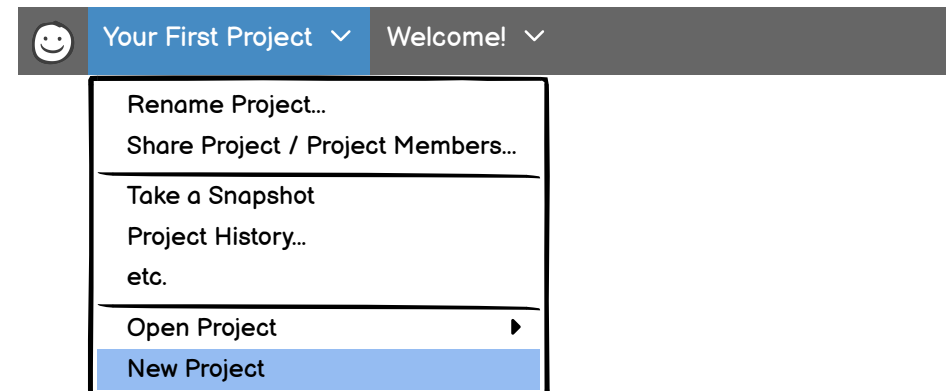 Your First Project Welcome!
Rename Project...
Share Project / Project Members...
Take a Snapshot
Project History...
etc.
Open Project
New Project